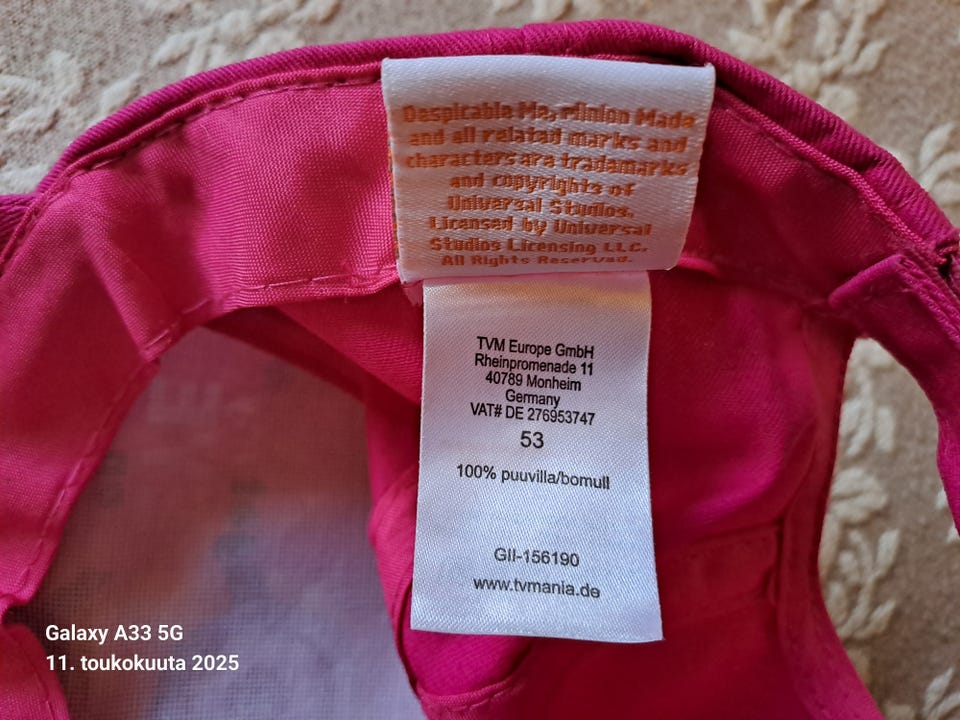 Despicable Me, Minion Made
and all related marks and
characters are trademarks
and copyrights of
Universal Studios.
Licensed by Universal
Studios Licensing LLC.
All Rights Reserved.
TVM Europe GmbH
Rheinpromenade 11
40789 Monheim
Germany
VAT# DE 276953747
53
100% puuvilla/bomull
GII-156190
www.tvmania.de
Galaxy A33 5G
11. toukokuuta 2025